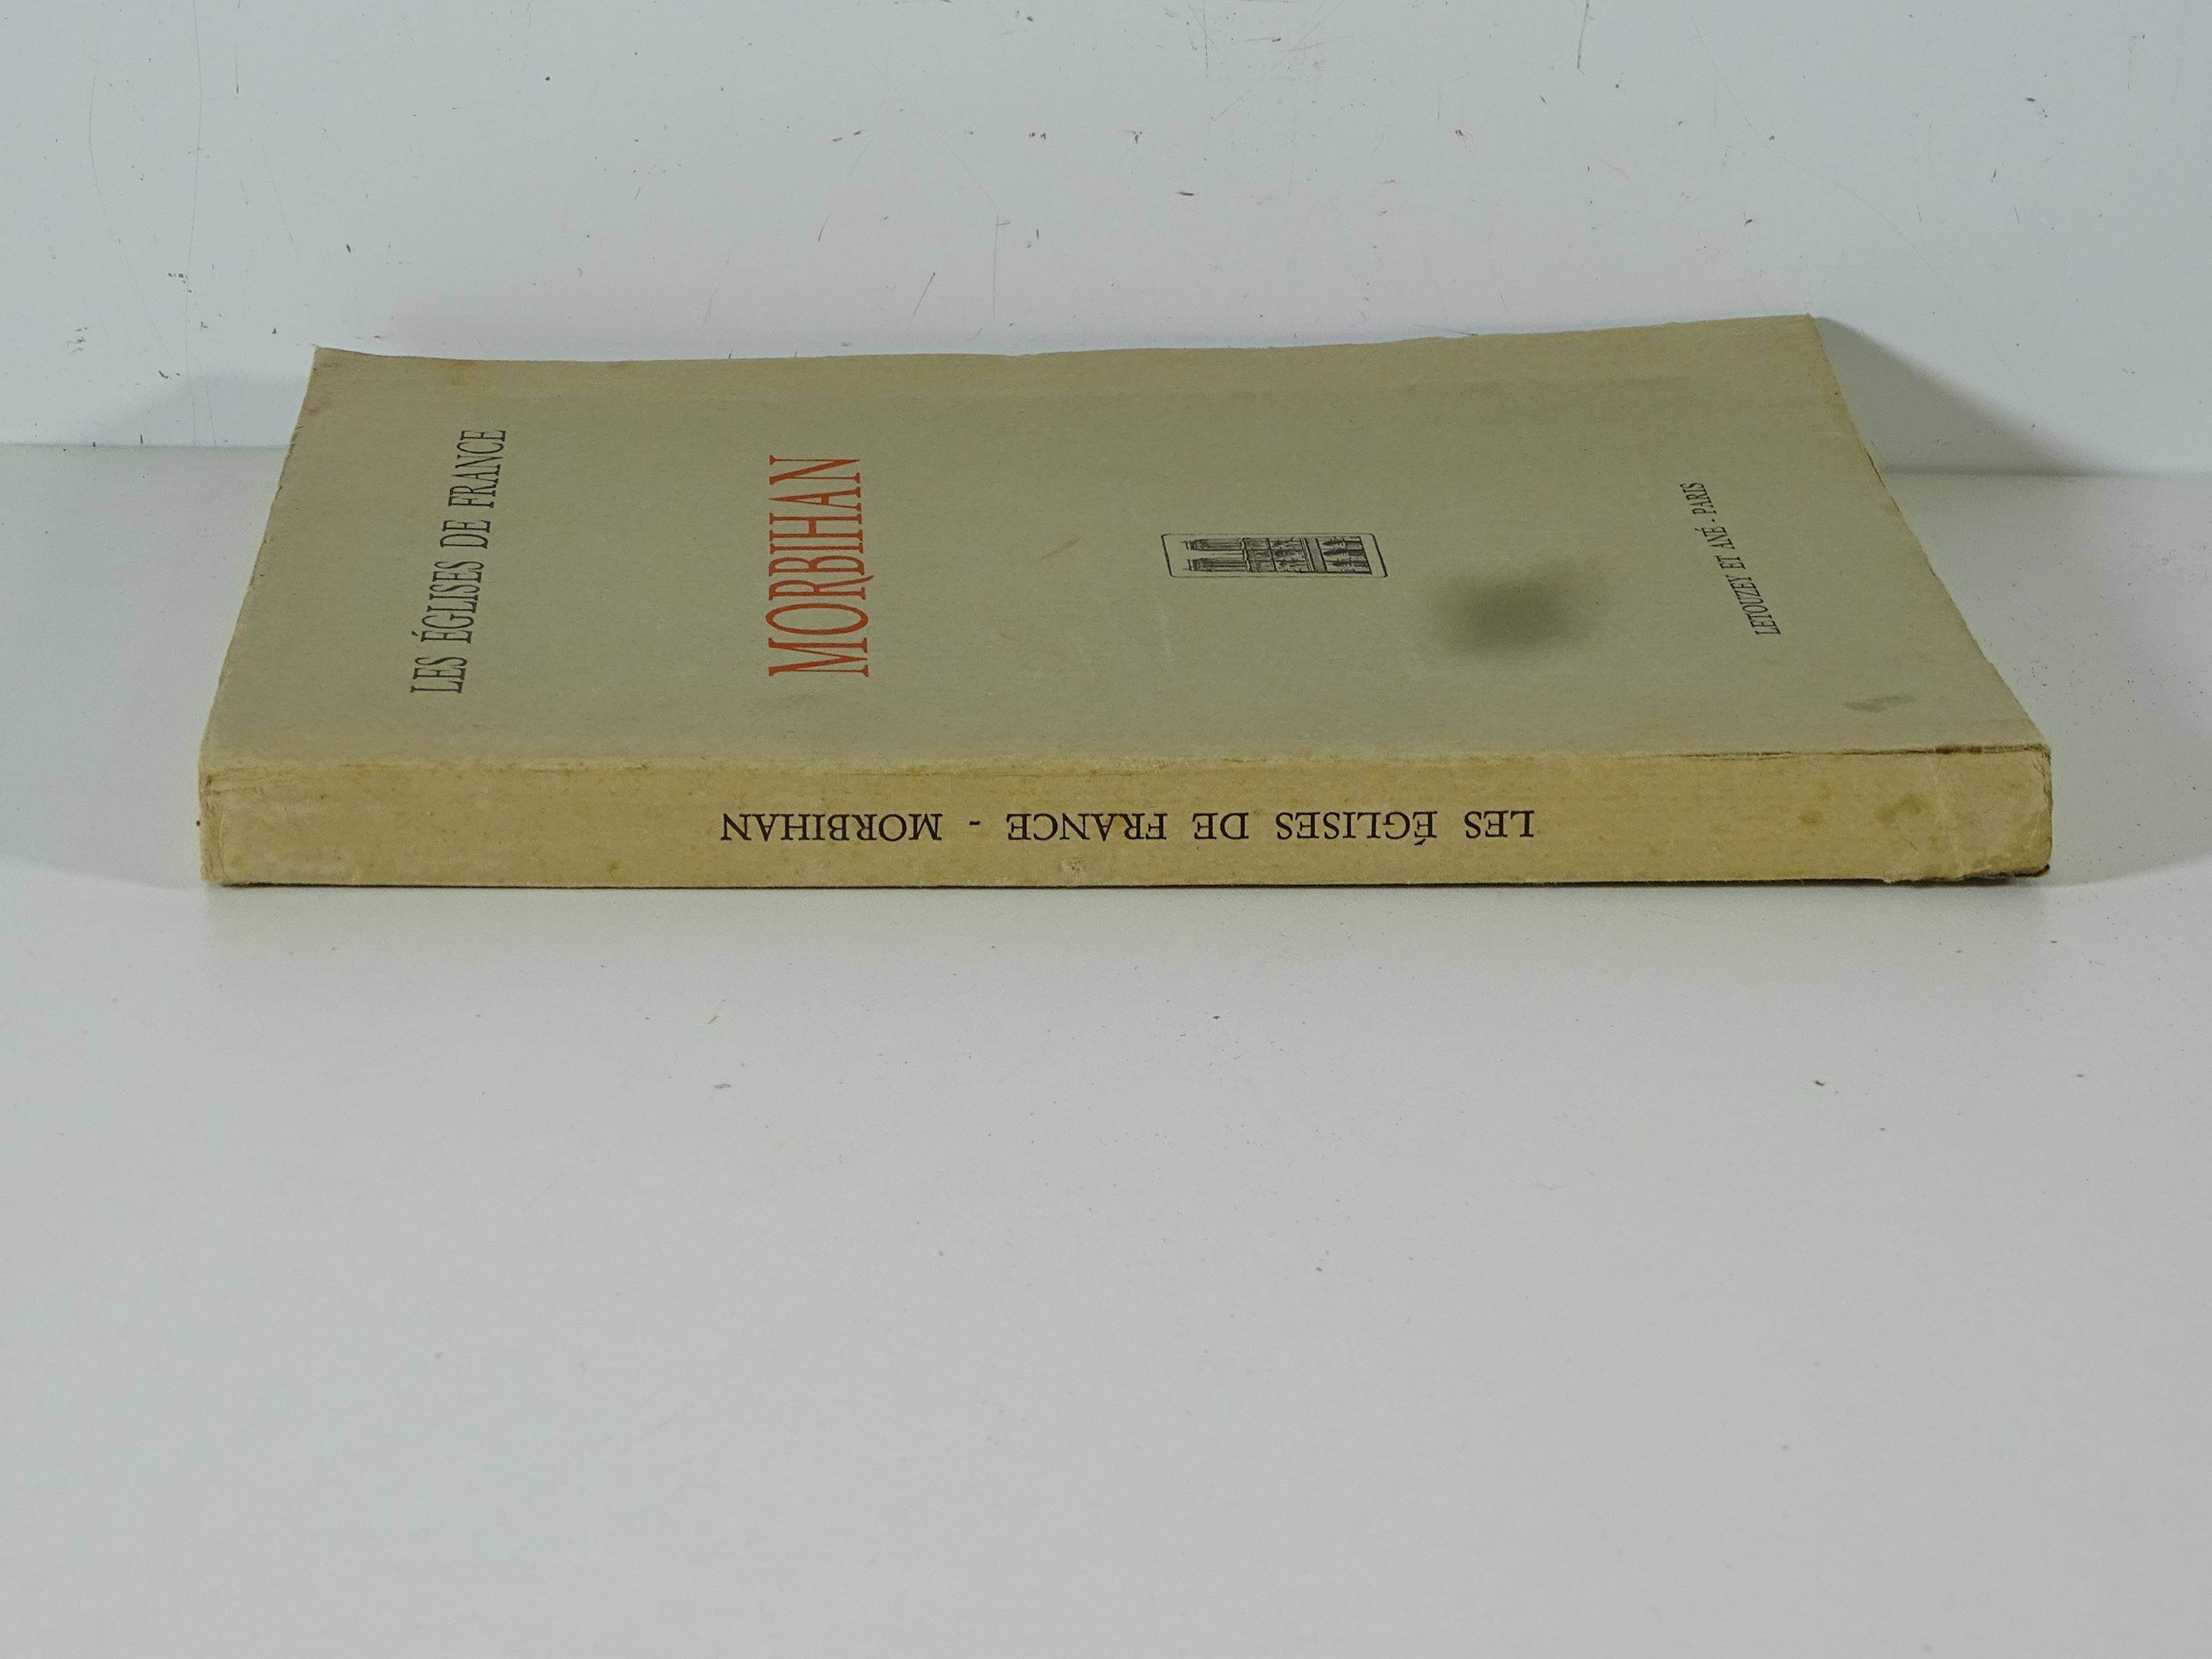 LES ÉGLISES DE FRANCE
MORBIHAN
LETOUZEY ET ANÉ - PARIS
LES ÉGLISES DE FRANCE - MORBIHAN